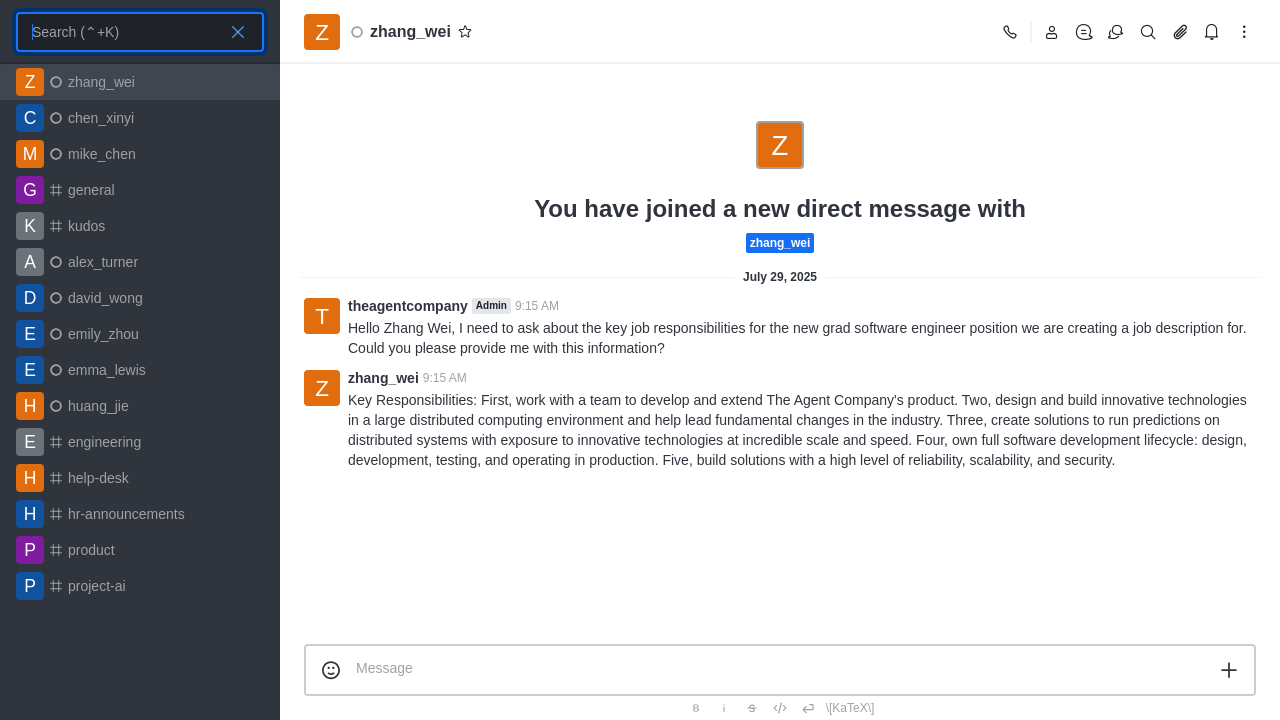 Search (⌃+K)
Z zhang_wei
C chen_xinyi
M mike_chen
G general
K kudos
A alex_turner
D david_wong
E emily_zhou
E emma_lewis
H huang_jie
E engineering
H help-desk
H hr-announcements
P product
P project-ai
Z zhang_wei
Z
You have joined a new direct message with
zhang_wei
July 29, 2025
T theagentcompany Admin 9:15 AM
Hello Zhang Wei, I need to ask about the key job responsibilities for the new grad software engineer position we are creating a job description for.
Could you please provide me with this information?
Z zhang_wei 9:15 AM
Key Responsibilities: First, work with a team to develop and extend The Agent Company's product. Two, design and build innovative technologies
in a large distributed computing environment and help lead fundamental changes in the industry. Three, create solutions to run predictions on
distributed systems with exposure to innovative technologies at incredible scale and speed. Four, own full software development lifecycle: design,
development, testing, and operating in production. Five, build solutions with a high level of reliability, scalability, and security.
Message
B i S </> \[KaTeX\]